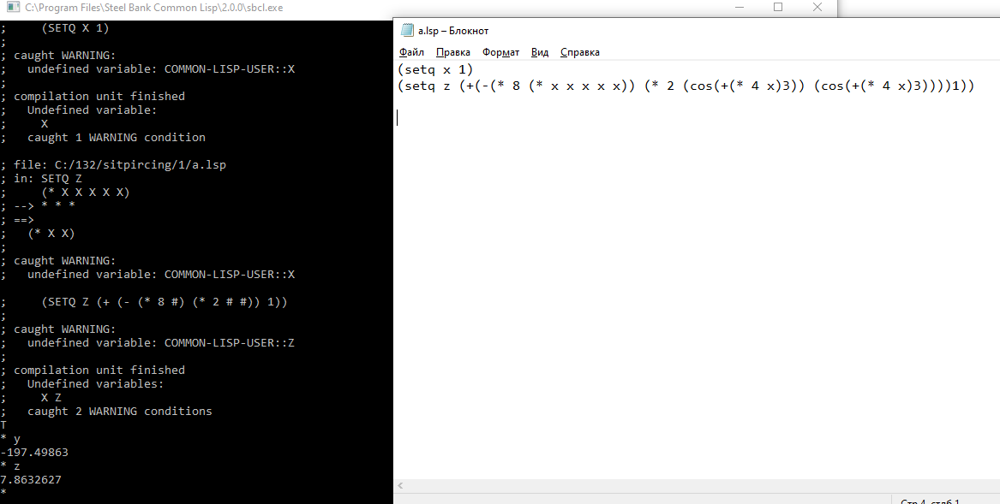 C:\Program Files\Steel Bank Common Lisp\2.0.0\sbcl.exe
;     (SETQ X 1)
;
; caught WARNING:
;   undefined variable: COMMON-LISP-USER::X
;
; compilation unit finished
;   Undefined variable:
;     X
;   caught 1 WARNING condition
; file: C:/132/sitpircing/1/a.lsp
; in: SETQ Z
;     (* X X X X X)
; --> * * *
; ==>
;   (* X X)
;
; caught WARNING:
;   undefined variable: COMMON-LISP-USER::X
;     (SETQ Z (+ (- (* 8 #) (* 2 # #)) 1))
;
; caught WARNING:
;   undefined variable: COMMON-LISP-USER::Z
;
; compilation unit finished
;   Undefined variables:
;     X Z
;   caught 2 WARNING conditions
T
* y
-197.49863
* z
7.8632627
*
a.lsp – Блокнот
Файл Правка Формат Вид Справка
(setq x 1)
(setq z (+(-(* 8 (* x x x x x)) (* 2 (cos(+(* 4 x)3)) (cos(+(* 4 x)3))))1))
Стр 4, стлб 1